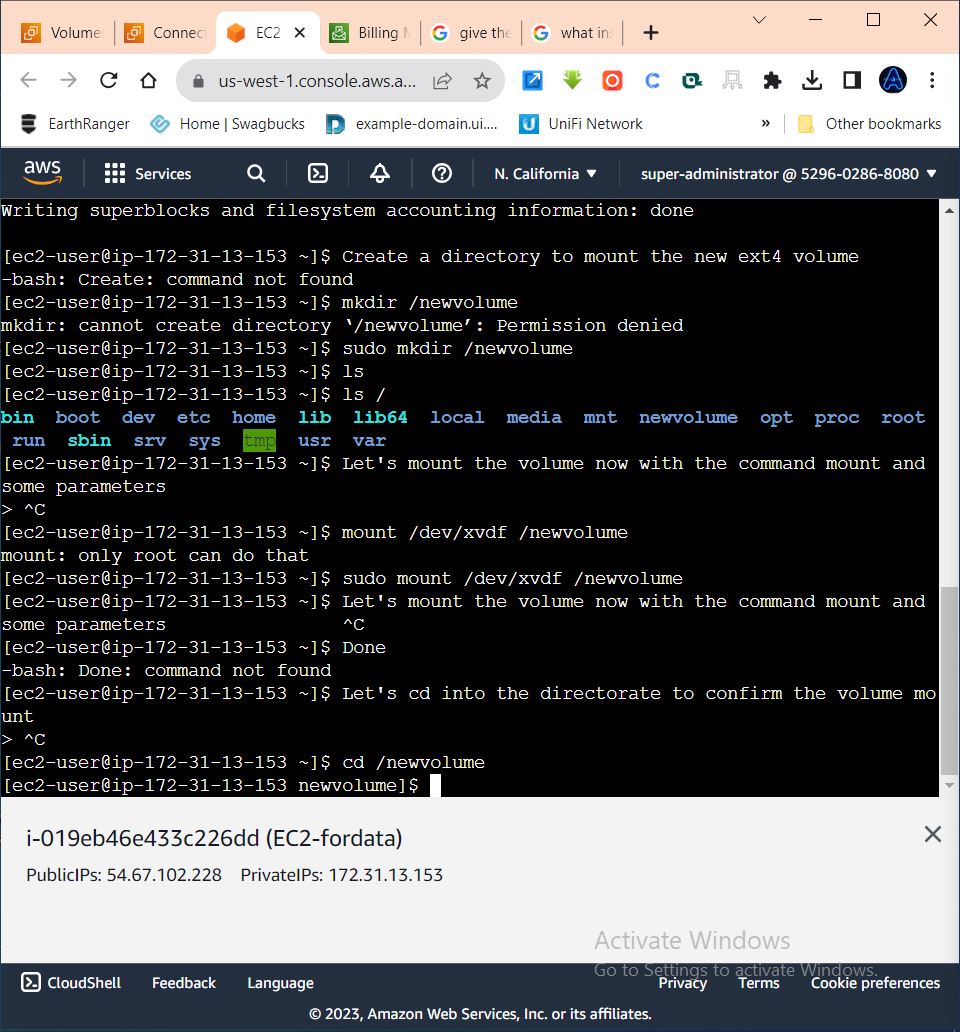 Volume
Connect
EC2
Billing
give the
what in
us-west-1.console.aws.a...
EarthRanger
Home | Swagbucks
example-domain.ui....
UniFi Network
»
Other bookmarks
aws
Services
N. California
super-administrator @ 5296-0286-8080
Writing superblocks and filesystem accounting information: done
[ec2-user@ip-172-31-13-153 ~]$ Create a directory to mount the new ext4 volume
-bash: Create: command not found
[ec2-user@ip-172-31-13-153 ~]$ mkdir /newvolume
mkdir: cannot create directory ‘/newvolume’: Permission denied
[ec2-user@ip-172-31-13-153 ~]$ sudo mkdir /newvolume
[ec2-user@ip-172-31-13-153 ~]$ ls
[ec2-user@ip-172-31-13-153 ~]$ ls /
bin boot dev etc home lib lib64 local media mnt newvolume opt proc root
run sbin srv sys tmp usr var
[ec2-user@ip-172-31-13-153 ~]$ Let's mount the volume now with the command mount and
some parameters
> ^C
[ec2-user@ip-172-31-13-153 ~]$ mount /dev/xvdf /newvolume
mount: only root can do that
[ec2-user@ip-172-31-13-153 ~]$ sudo mount /dev/xvdf /newvolume
[ec2-user@ip-172-31-13-153 ~]$ Let's mount the volume now with the command mount and
some parameters ^C
[ec2-user@ip-172-31-13-153 ~]$ Done
-bash: Done: command not found
[ec2-user@ip-172-31-13-153 ~]$ Let's cd into the directorate to confirm the volume mo
unt
> ^C
[ec2-user@ip-172-31-13-153 ~]$ cd /newvolume
[ec2-user@ip-172-31-13-153 newvolume]$
i-019eb46e433c226dd (EC2-fordata)
PublicIPs: 54.67.102.228 PrivateIPs: 172.31.13.153
Activate Windows
Go to Settings to activate Windows.
CloudShell
Feedback
Language
Privacy
Terms
Cookie preferences
© 2023, Amazon Web Services, Inc. or its affiliates.